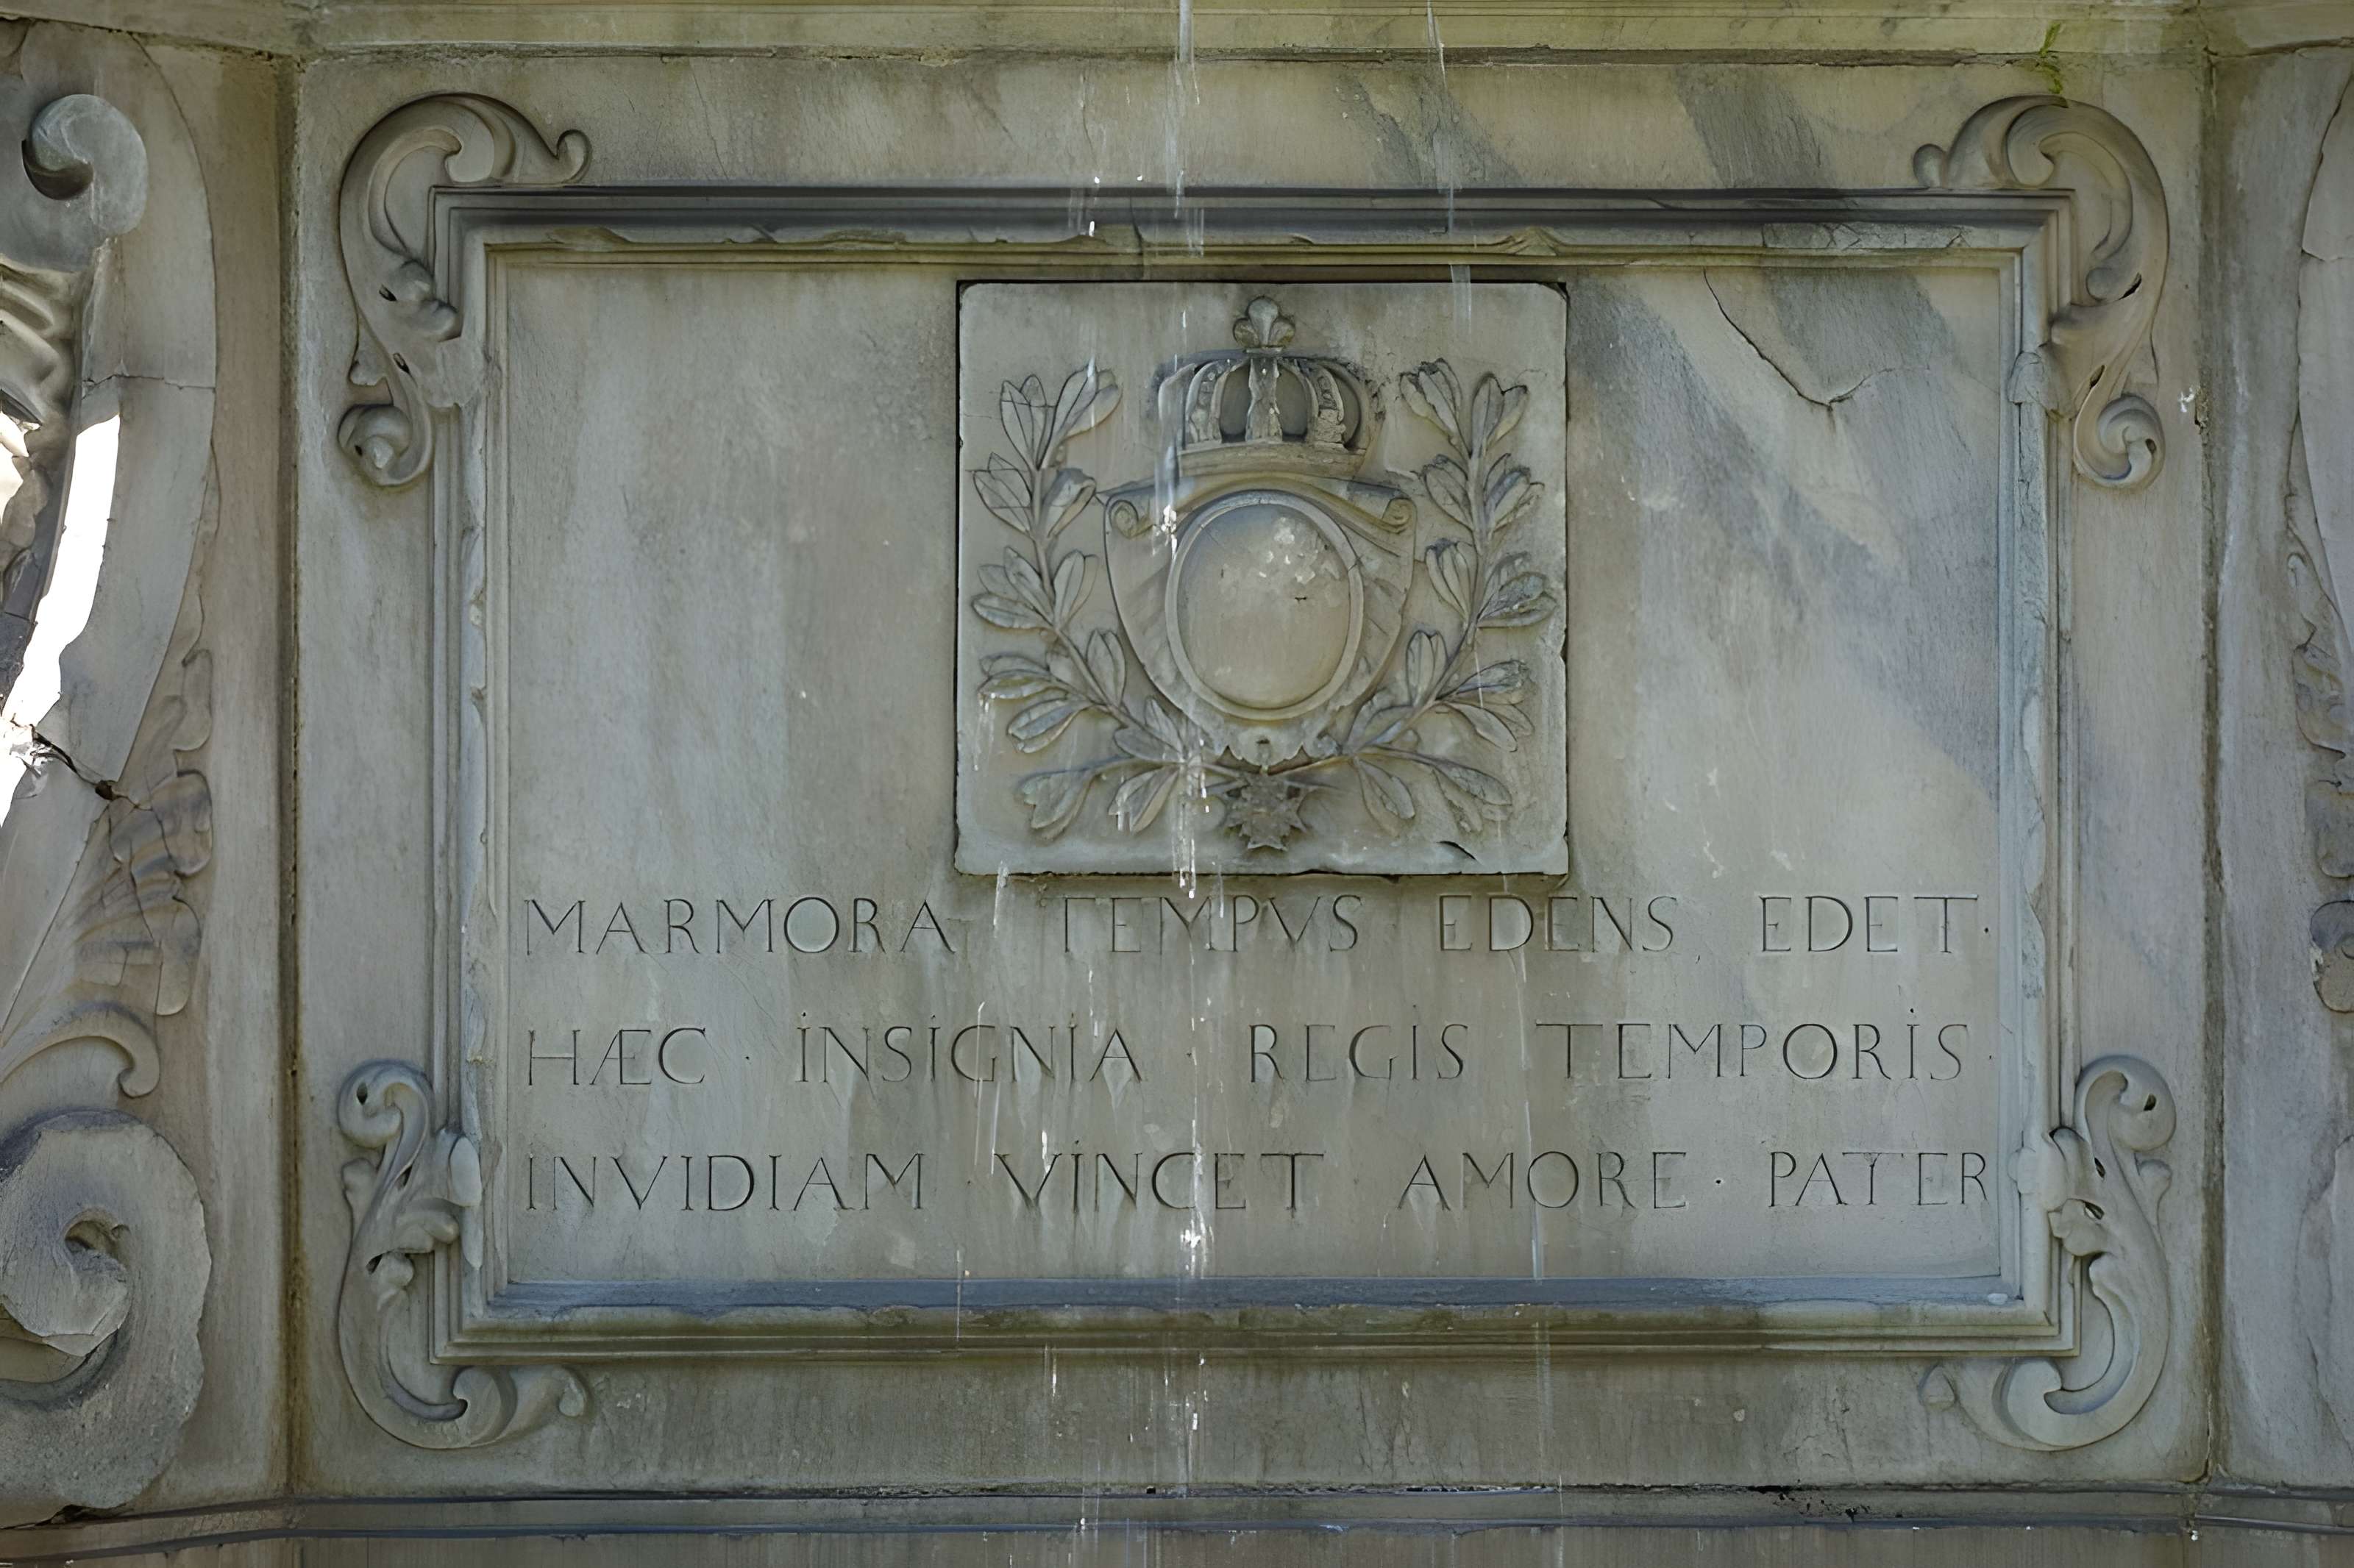 MARMORA TEMPVS EDENS EDET·
HÆC · INSIGNIA · REGIS TEMPORIS·
INVIDIAM · VINCET AMORE · PATER